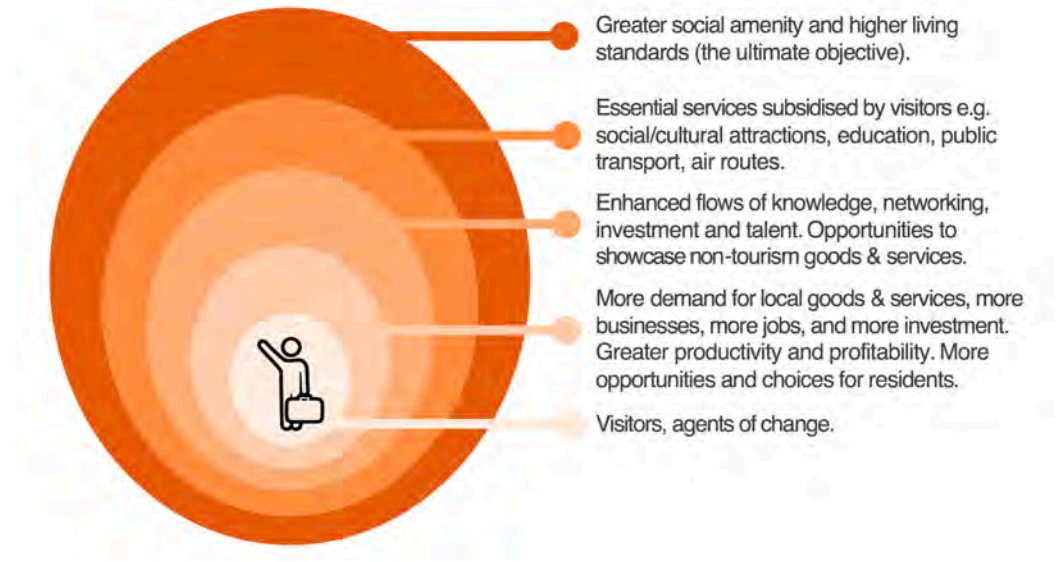 Greater social amenity and higher living
standards (the ultimate objective).
Essential services subsidised by visitors e.g.
social/cultural attractions, education, public
transport, air routes.
Enhanced flows of knowledge, networking,
investment and talent. Opportunities to
showcase non-tourism goods & services.
More demand for local goods & services, more
businesses, more jobs, and more investment.
Greater productivity and profitability. More
opportunities and choices for residents.
Visitors, agents of change.